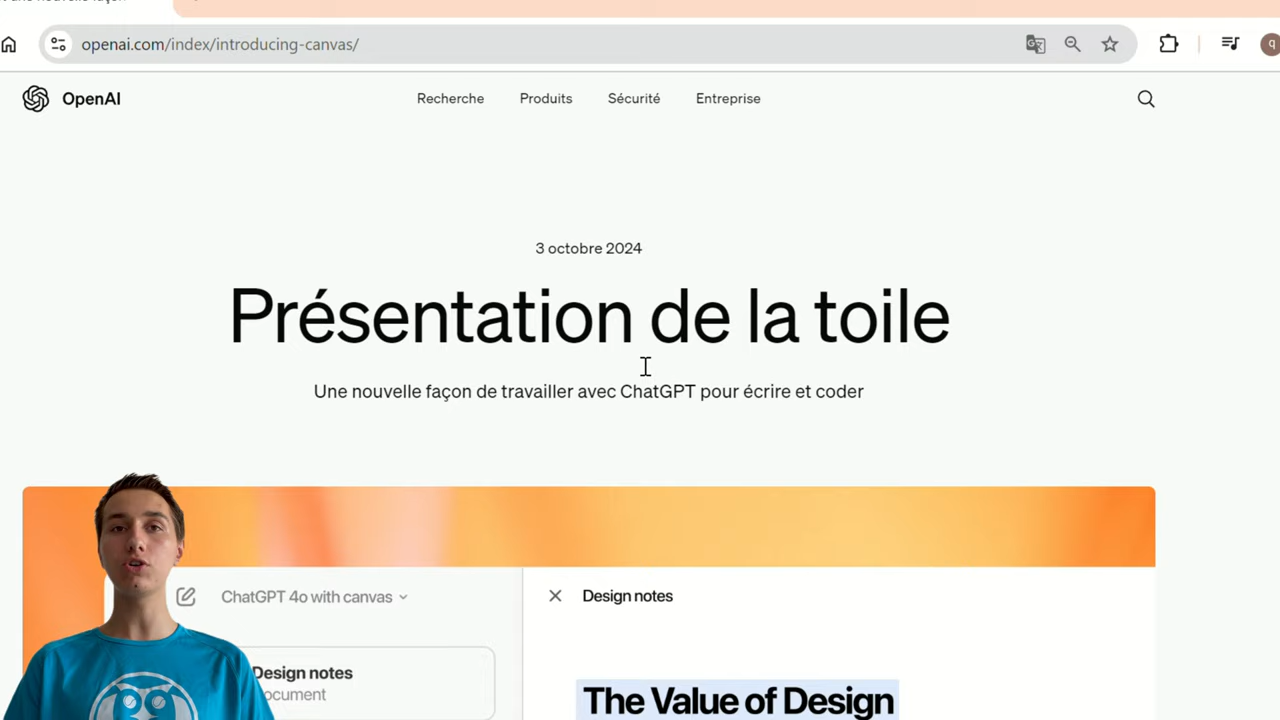 openai.com/index/introducing-canvas/
q
OpenAI
Recherche Produits Sécurité Entreprise
3 octobre 2024
Présentation de la toile
Une nouvelle façon de travailler avec ChatGPT pour écrire et coder
ChatGPT 4o with canvas
Design notes
Design notes
ocument
The Value of Design